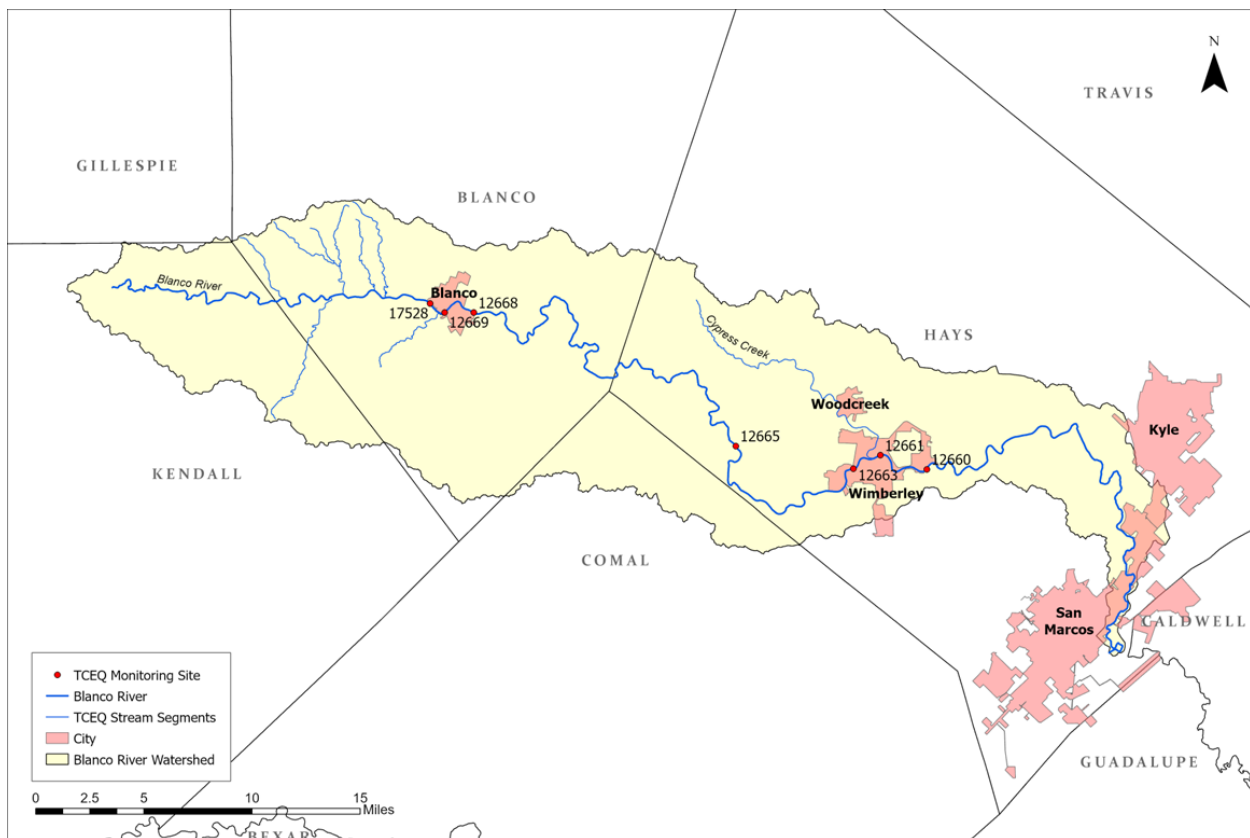 N
TRAVIS
GILLESPIE
BLANCO
Blanco River
Blanco
12668
17528
12669
Cypress Creek
HAYS
Woodcreek
Kyle
12665
12661
12660
12663
Wimberley
KENDALL
COMAL
San
Marcos
CALDWELL
GUADALUPE
TCEQ Monitoring Site
Blanco River
TCEQ Stream Segments
City
Blanco River Watershed
0 2.5 5 10 15
Miles
BEXAR